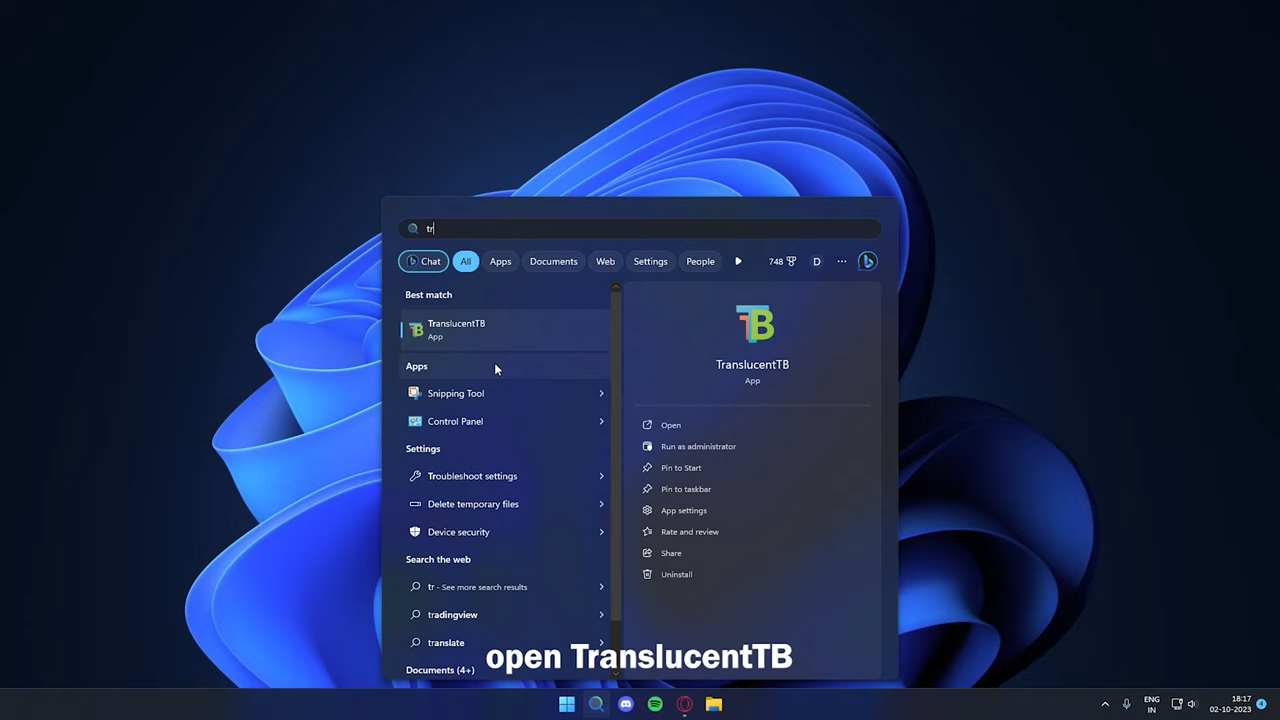 tr
Chat All Apps Documents Web Settings People 748 D ...
Best match
TranslucentTB
App
Apps
Snipping Tool
Control Panel
Settings
Troubleshoot settings
Delete temporary files
Device security
Search the web
tr - See more search results
tradingview
translate
Documents (4+)
TB
TranslucentTB
App
Open
Run as administrator
Pin to Start
Pin to taskbar
App settings
Rate and review
Share
Uninstall
open TranslucentTB
ENG
IN
18:17
02-10-2023
4